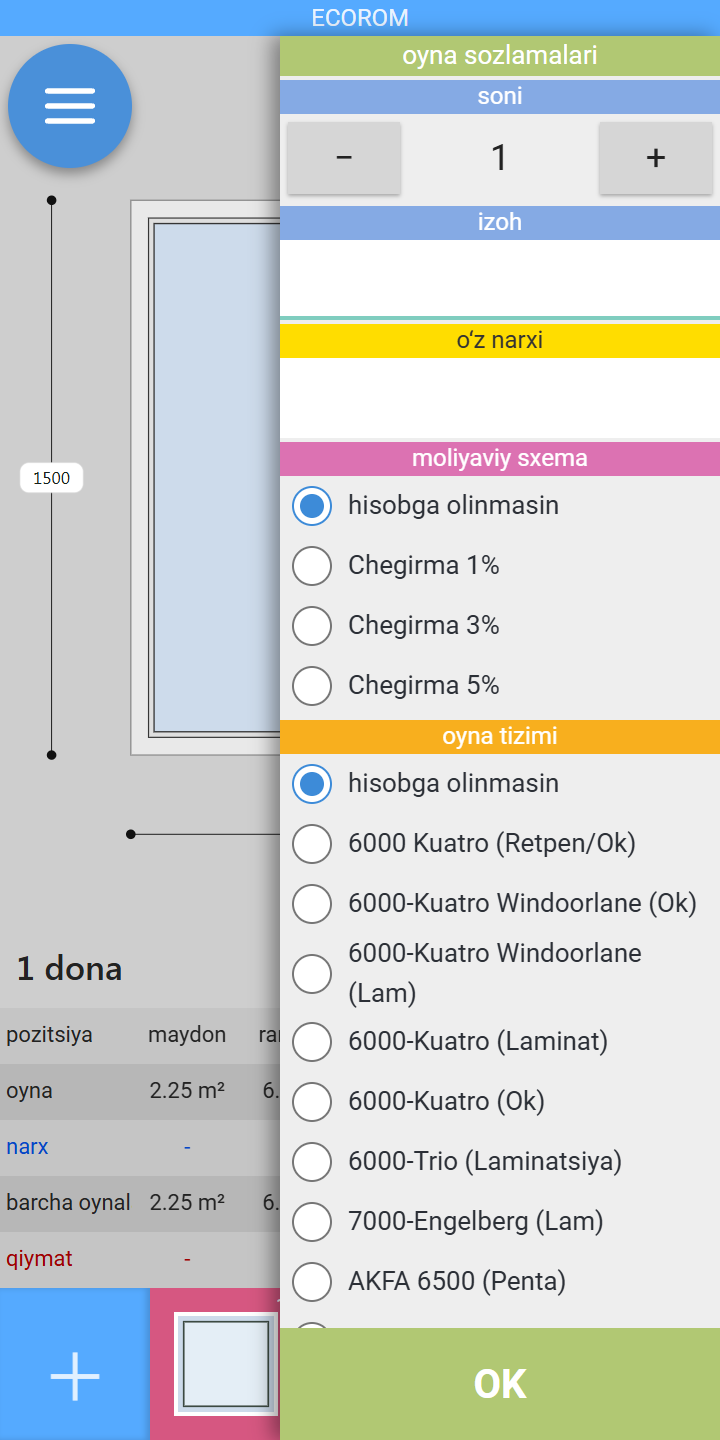 ECOROM
oyna sozlamalari
soni
− 1 +
izoh
oʻz narxi
moliyaviy sxema
hisobga olinmasin
Chegirma 1%
Chegirma 3%
Chegirma 5%
oyna tizimi
hisobga olinmasin
6000 Kuatro (Retpen/Ok)
6000-Kuatro Windoorlane (Ok)
6000-Kuatro Windoorlane
(Lam)
6000-Kuatro (Laminat)
6000-Kuatro (Ok)
6000-Trio (Laminatsiya)
7000-Engelberg (Lam)
AKFA 6500 (Penta)
OK
1500
1 dona
pozitsiya maydon
oyna 2.25 m² 6.
narx -
barcha oynal 2.25 m² 6.
qiymat -